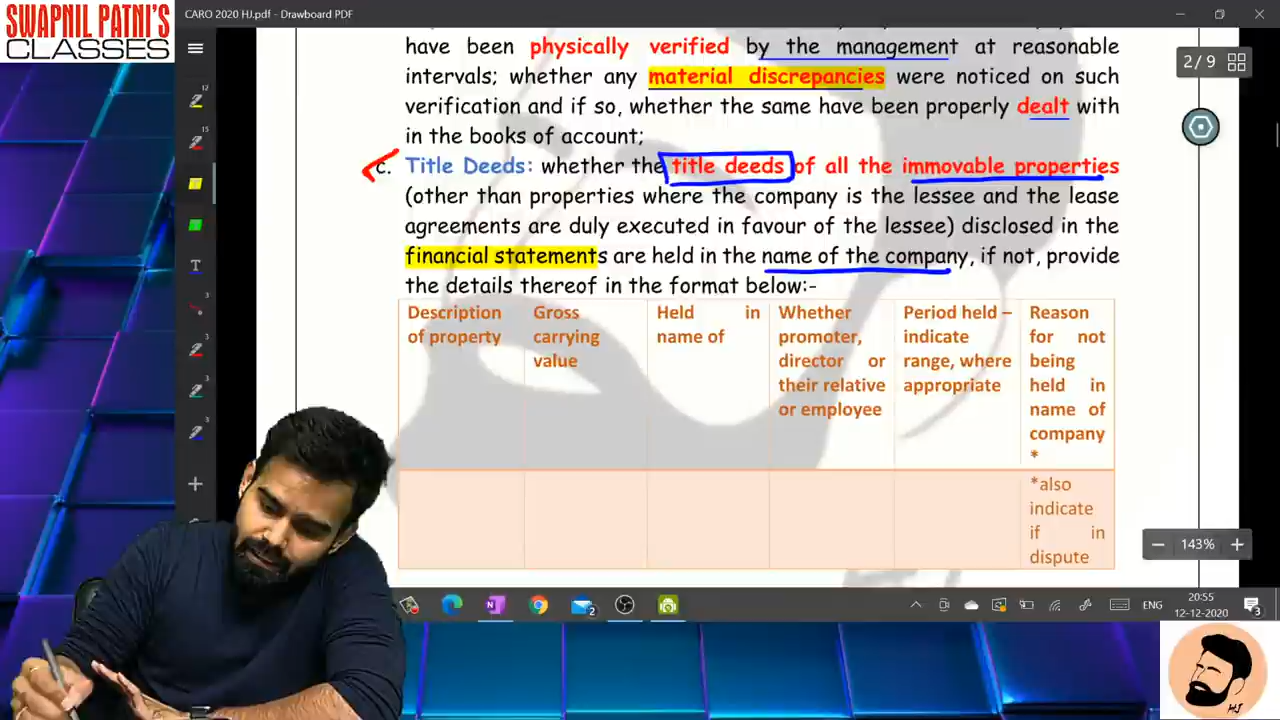 SWAPNIL PATNI'S
CLASSES
CARO 2020 HJ.pdf - Drawboard PDF
2/9
have been physically verified by the management at reasonable
intervals; whether any material discrepancies were noticed on such
verification and if so, whether the same have been properly dealt with
in the books of account;
c. Title Deeds: whether the title deeds of all the immovable properties
(other than properties where the company is the lessee and the lease
agreements are duly executed in favour of the lessee) disclosed in the
financial statements are held in the name of the company, if not, provide
the details thereof in the format below:-
Description of property
Gross carrying value
Held in name of
Whether promoter, director or their relative or employee
Period held – indicate range, where appropriate
Reason for not being held in name of company *
*also indicate if in dispute
143%
ENG
20:55
12-12-2020
HJ